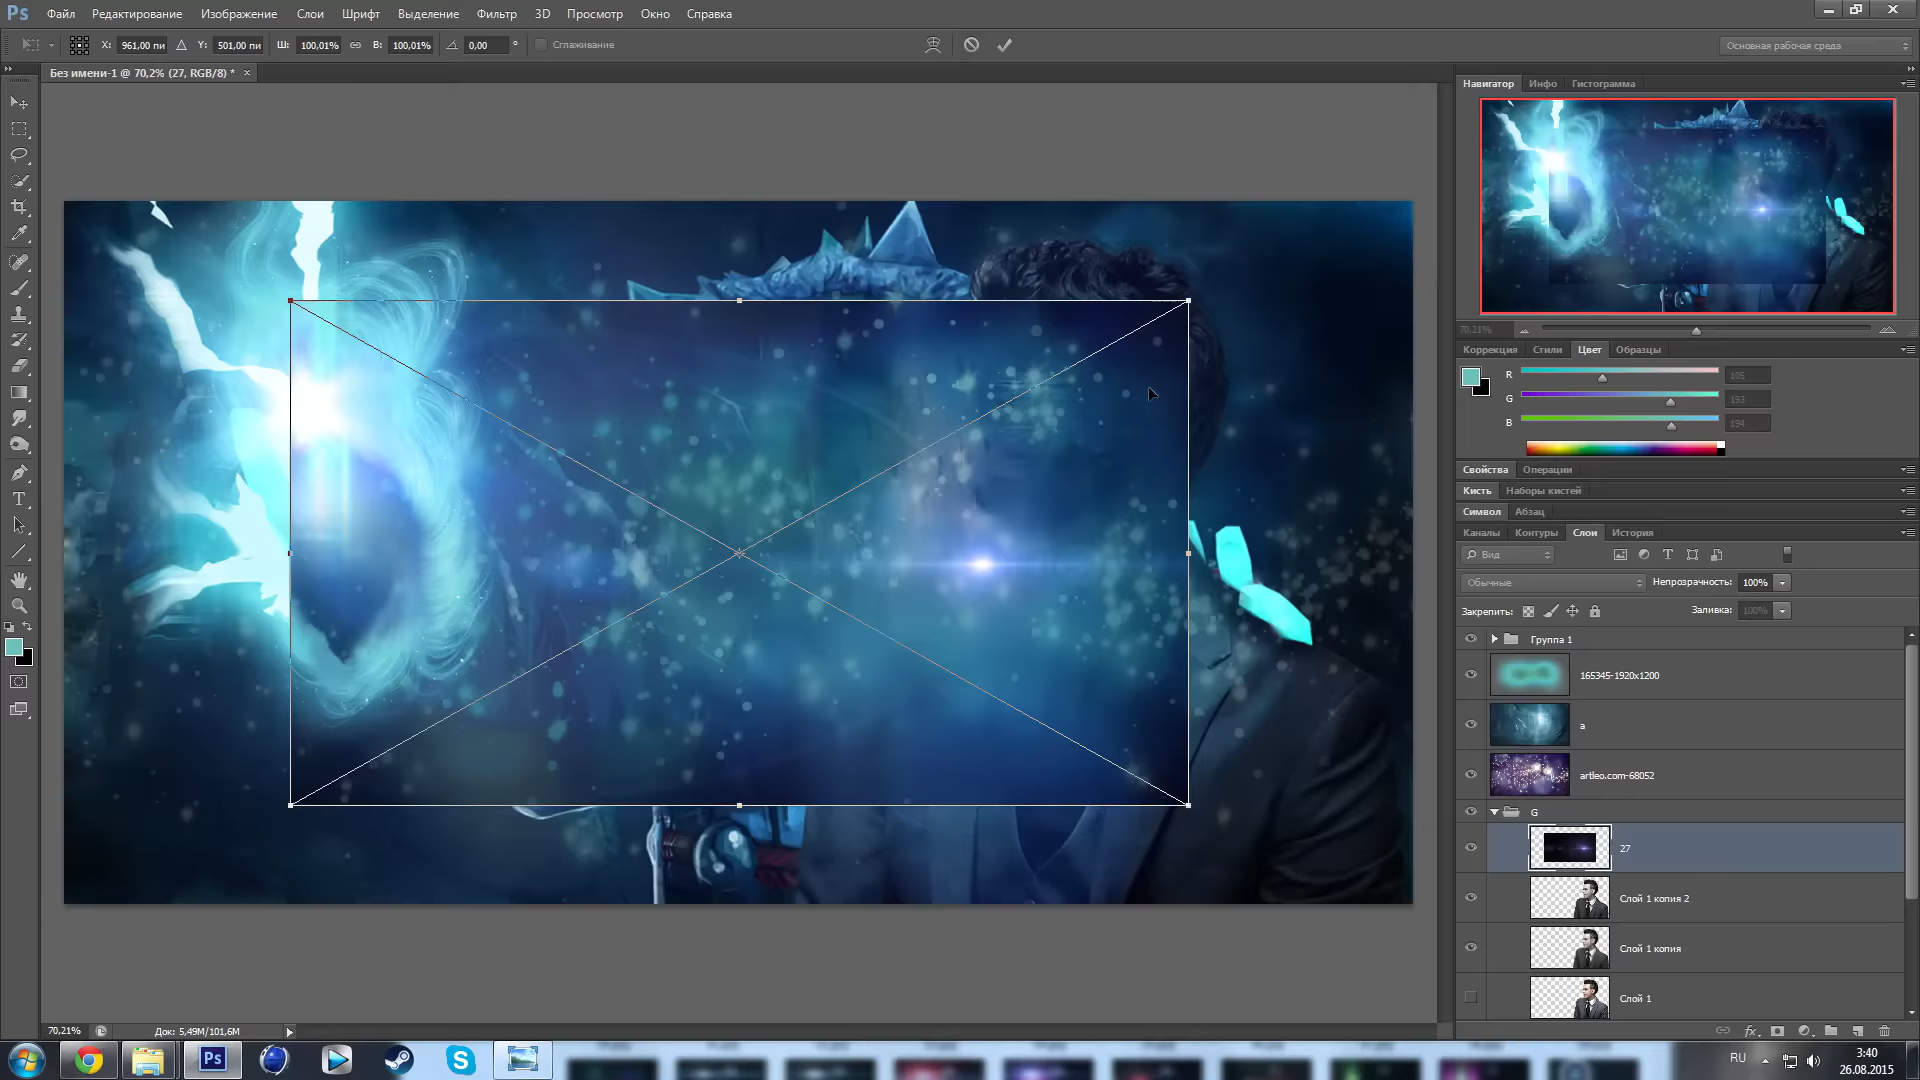 Ps Файл Редактирование Изображение Слои Шрифт Выделение Фильтр 3D Просмотр Окно Справка
X: 961,00 пи Y: 501,00 пи Ш: 100,01% В: 100,01% 0,00 ° Сглаживание Основная рабочая среда
Без имени-1 @ 70,2% (27, RGB/8) * ×
Навигатор Инфо Гистограмма
70,21%
Коррекция Стили Цвет Образцы
R 105
G 193
B 194
Свойства Операции
Кисть Наборы кистей
Символ Абзац
Каналы Контуры Слои История
Вид
Обычные Непрозрачность: 100%
Закрепить: Заливка: 100%
Группа 1
165345-1920x1200
a
artleo.com-68052
G
27
Слой 1 копия 2
Слой 1 копия
Слой 1
70,21% Док: 5,49M/101,6M
RU
3:40
26.08.2015